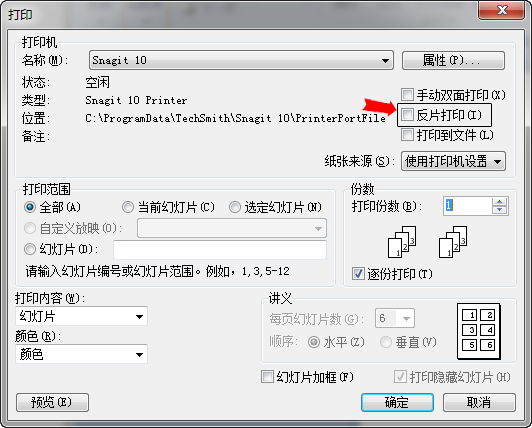 打印
打印机
名称(M): Snagit 10 属性(P)...
状态: 空闲
类型: Snagit 10 Printer
位置: C:\ProgramData\TechSmith\Snagit 10\PrinterPortFile
备注:
手动双面打印(X)
反片打印(I)
打印到文件(L)
纸张来源(S): 使用打印机设置
打印范围
全部(A) 当前幻灯片(C) 选定幻灯片(N)
自定义放映(O):
幻灯片(D):
请输入幻灯片编号或幻灯片范围。例如, 1,3,5-12
份数
打印份数(B): 1
1 2 3 1 2 3
逐份打印(T)
打印内容(W):
幻灯片
颜色(R):
颜色
讲义
每页幻灯片数(G): 6
顺序: 水平(Z) 垂直(V)
1 2
3 4
5 6
幻灯片加框(F) 打印隐藏幻灯片(H)
预览(E) 确定 取消